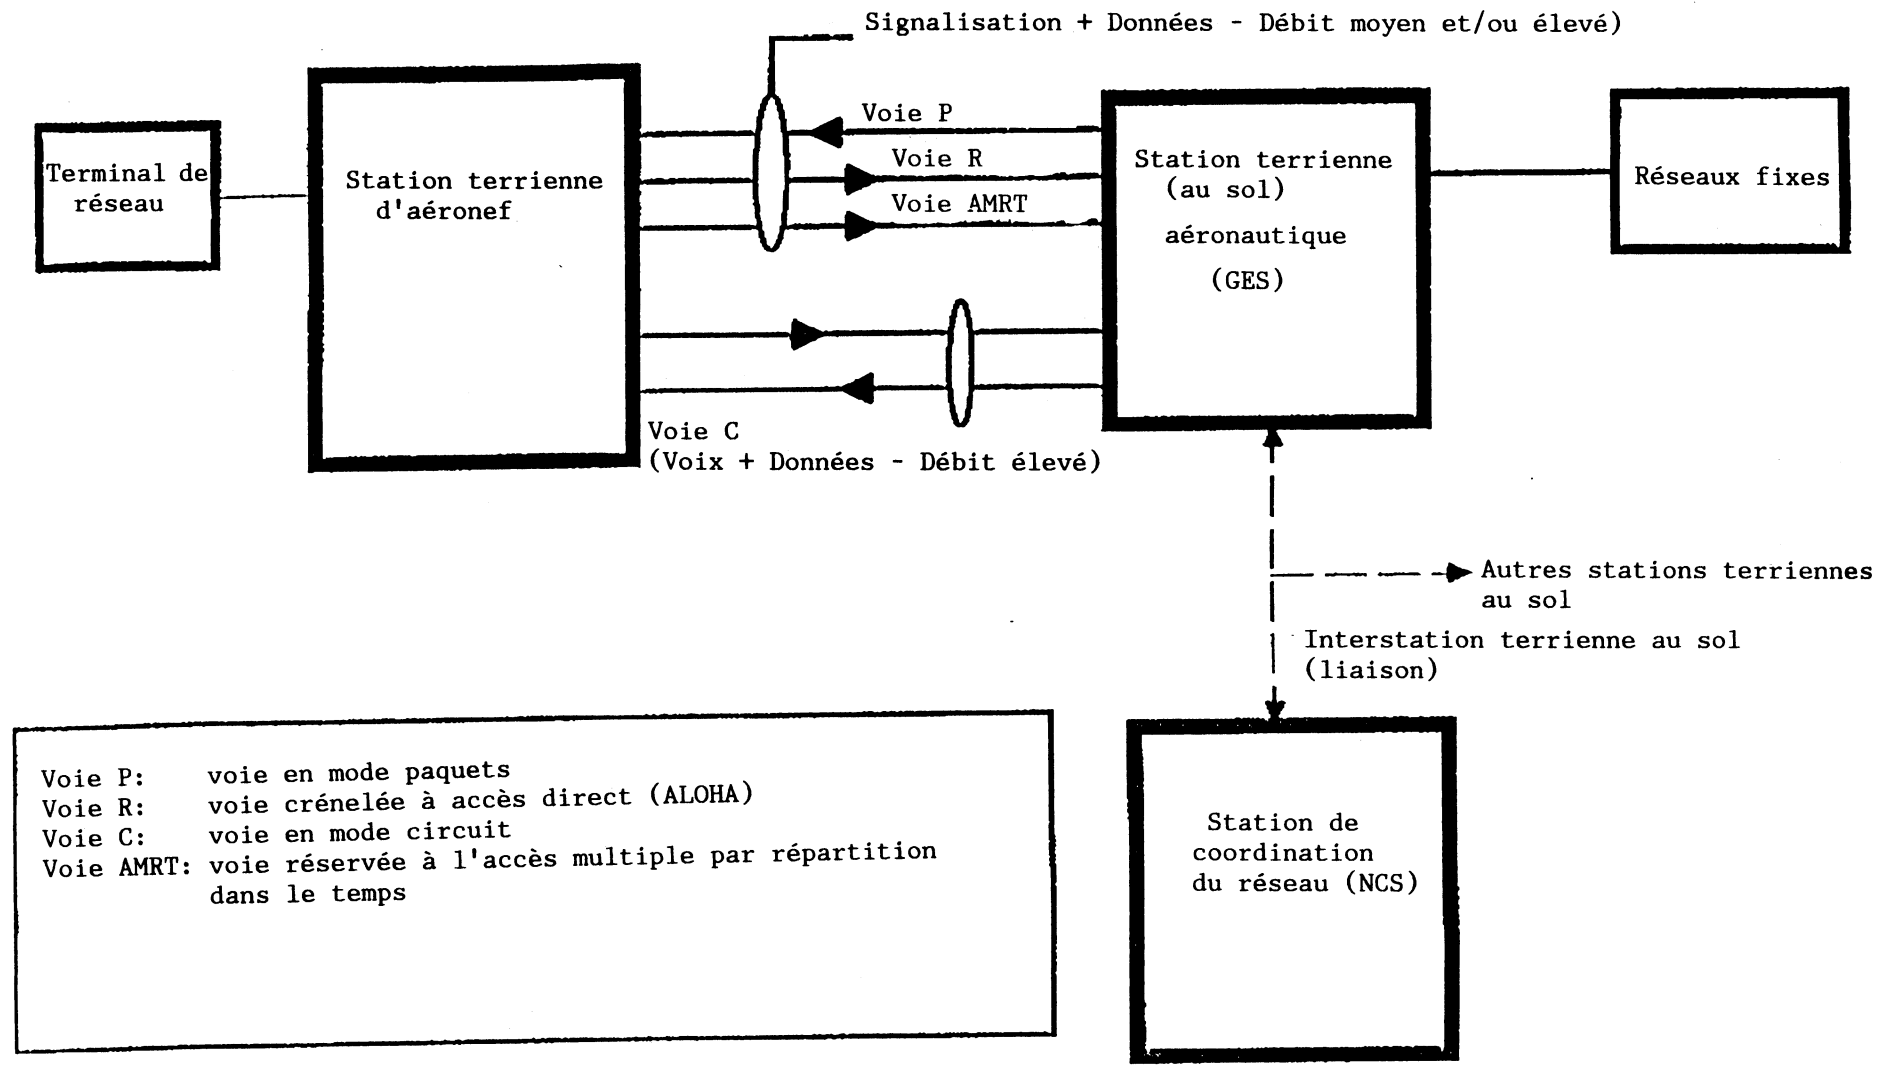 Signalisation + Données - Débit moyen et/ou élevé)
Terminal de
réseau
Station terrienne
d'aéronef
Voie P
Voie R
Voie AMRT
Station terrienne
(au sol)
aéronautique
(GES)
Réseaux fixes
Voie C
(Voix + Données - Débit élevé)
Autres stations terriennes
au sol
Interstation terrienne au sol
(liaison)
Voie P: voie en mode paquets
Voie R: voie crénelée à accès direct (ALOHA)
Voie C: voie en mode circuit
Voie AMRT: voie réservée à l'accès multiple par répartition
dans le temps
Station de
coordination
du réseau (NCS)